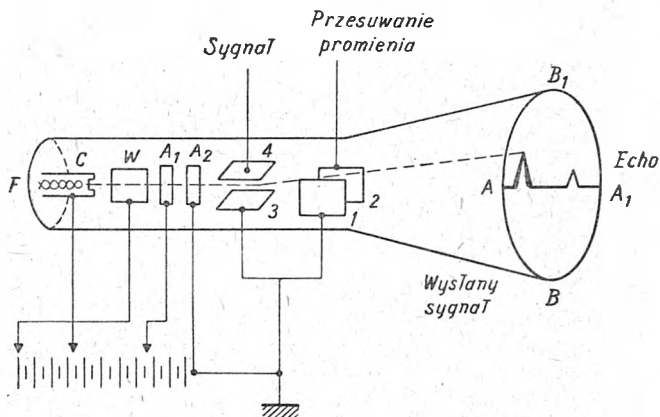 Przesuwanie
promienia
Sygnał
B₁
C
W
A₁
A₂
4
F
Echo
A
A₁
3
2
1
Wysłany
sygnał
B